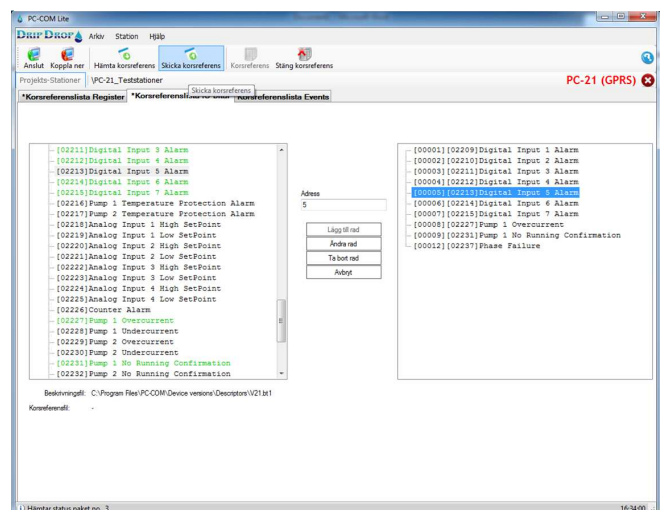 PC-COM Lite
DRIP DROP Arkiv Station Hjälp
Anslut Koppla ner Hämta korsreferens Skicka korsreferens Korsreferens Stäng korsreferens
Projekts-Stationer \PC-21_Teststationer PC-21 (GPRS)
Skicka korsreferens
*Korsreferenslista Register *Korsreferenslista Korsreferenslista Events
[02211]Digital Input 3 Alarm
[02212]Digital Input 4 Alarm
[02213]Digital Input 5 Alarm
[02214]Digital Input 6 Alarm
[02215]Digital Input 7 Alarm
[02216]Pump 1 Temperature Protection Alarm
[02217]Pump 2 Temperature Protection Alarm
[02218]Analog Input 1 High SetPoint
[02219]Analog Input 1 Low SetPoint
[02220]Analog Input 2 High SetPoint
[02221]Analog Input 2 Low SetPoint
[02222]Analog Input 3 High SetPoint
[02223]Analog Input 3 Low SetPoint
[02224]Analog Input 4 High SetPoint
[02225]Analog Input 4 Low SetPoint
[02226]Counter Alarm
[02227]Pump 1 Overcurrent
[02228]Pump 1 Undercurrent
[02229]Pump 2 Overcurrent
[02230]Pump 2 Undercurrent
[02231]Pump 1 No Running Confirmation
[02232]Pump 2 No Running Confirmation
Adress
5
Lägg till rad
Ändra rad
Ta bort rad
Avbryt
[00001][02209]Digital Input 1 Alarm
[00002][02210]Digital Input 2 Alarm
[00003][02211]Digital Input 3 Alarm
[00004][02212]Digital Input 4 Alarm
[00005][02213]Digital Input 5 Alarm
[00006][02214]Digital Input 6 Alarm
[00007][02215]Digital Input 7 Alarm
[00008][02227]Pump 1 Overcurrent
[00009][02231]Pump 1 No Running Confirmation
[00012][02237]Phase Failure
Beskrivningsfil: C:\Program Files\PC-COM\Device versions\Descriptors\V21.bt1
Korsreferensfil: -
Hämtar status paket no. 3 16:34:00